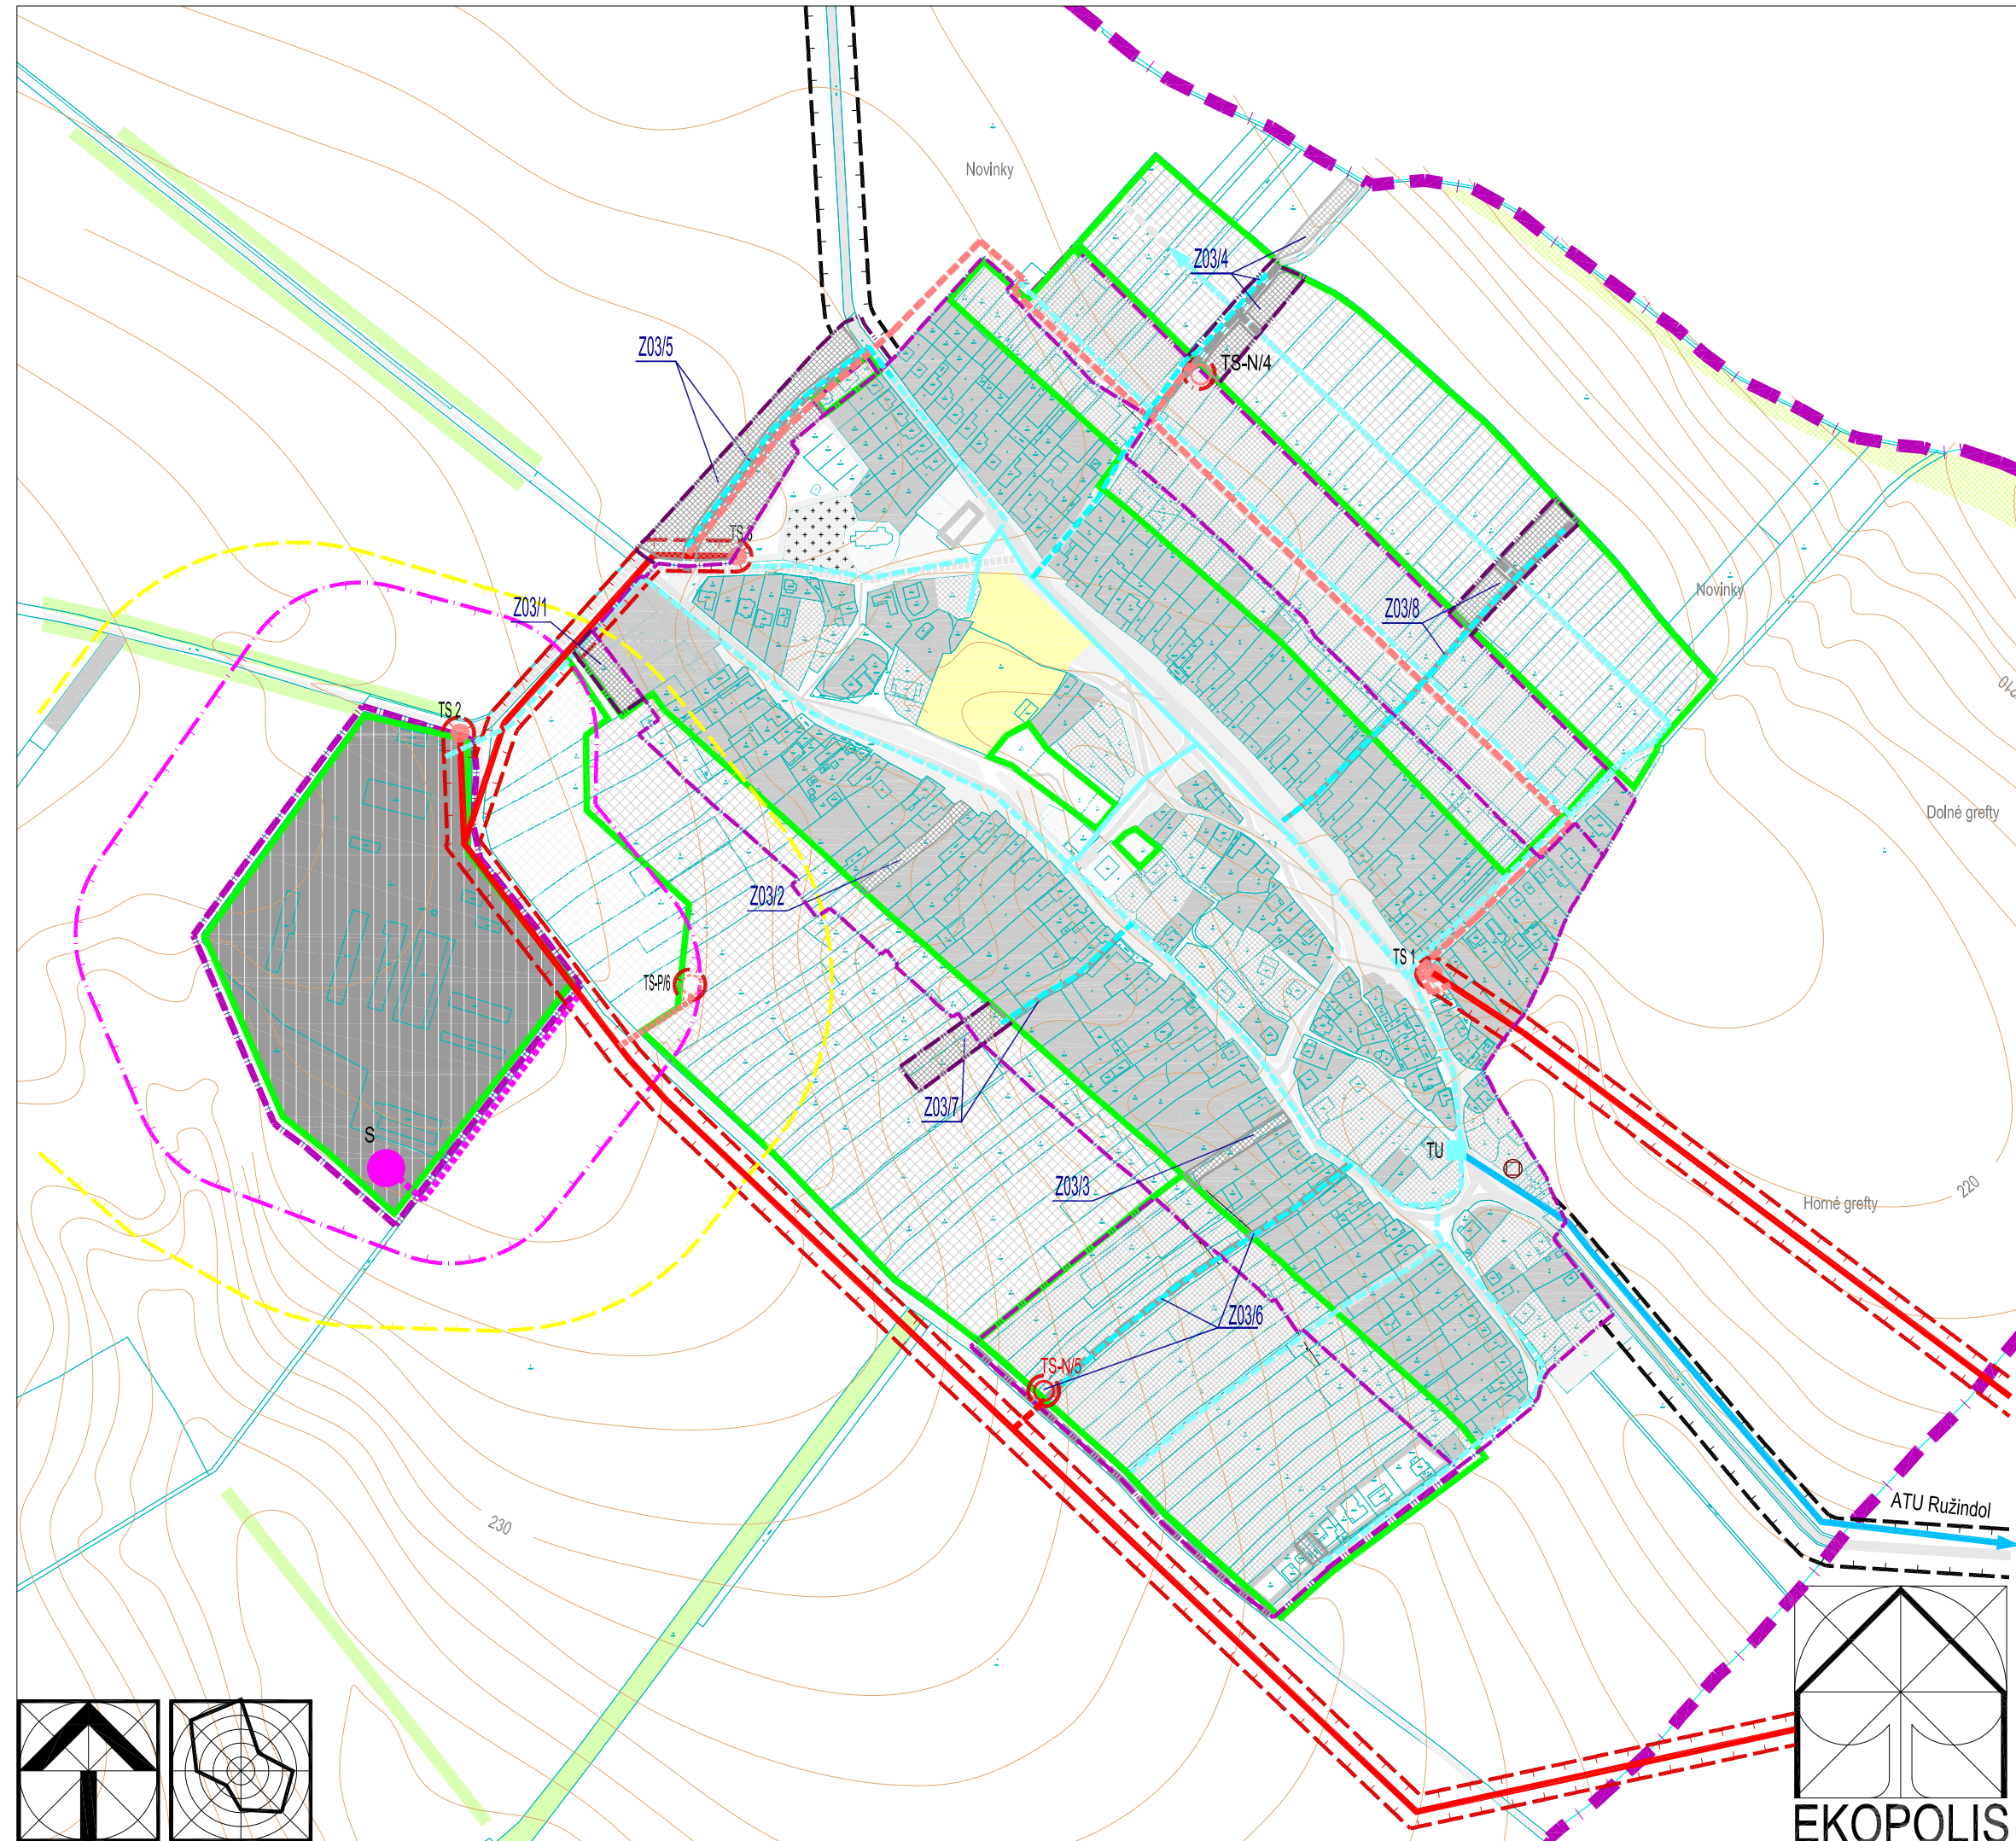 Novinky
Z03/4
TS-N/4
Z03/5
TS 3
Novinky
Z03/1
Z03/8
210
TS 2
Dolné grefty
Z03/2
TS 1
TS-P/6
Z03/7
S
TU
Z03/3
220
Horné grefty
Z03/6
TS-N/5
ATU Ružindol
230
EKOPOLIS